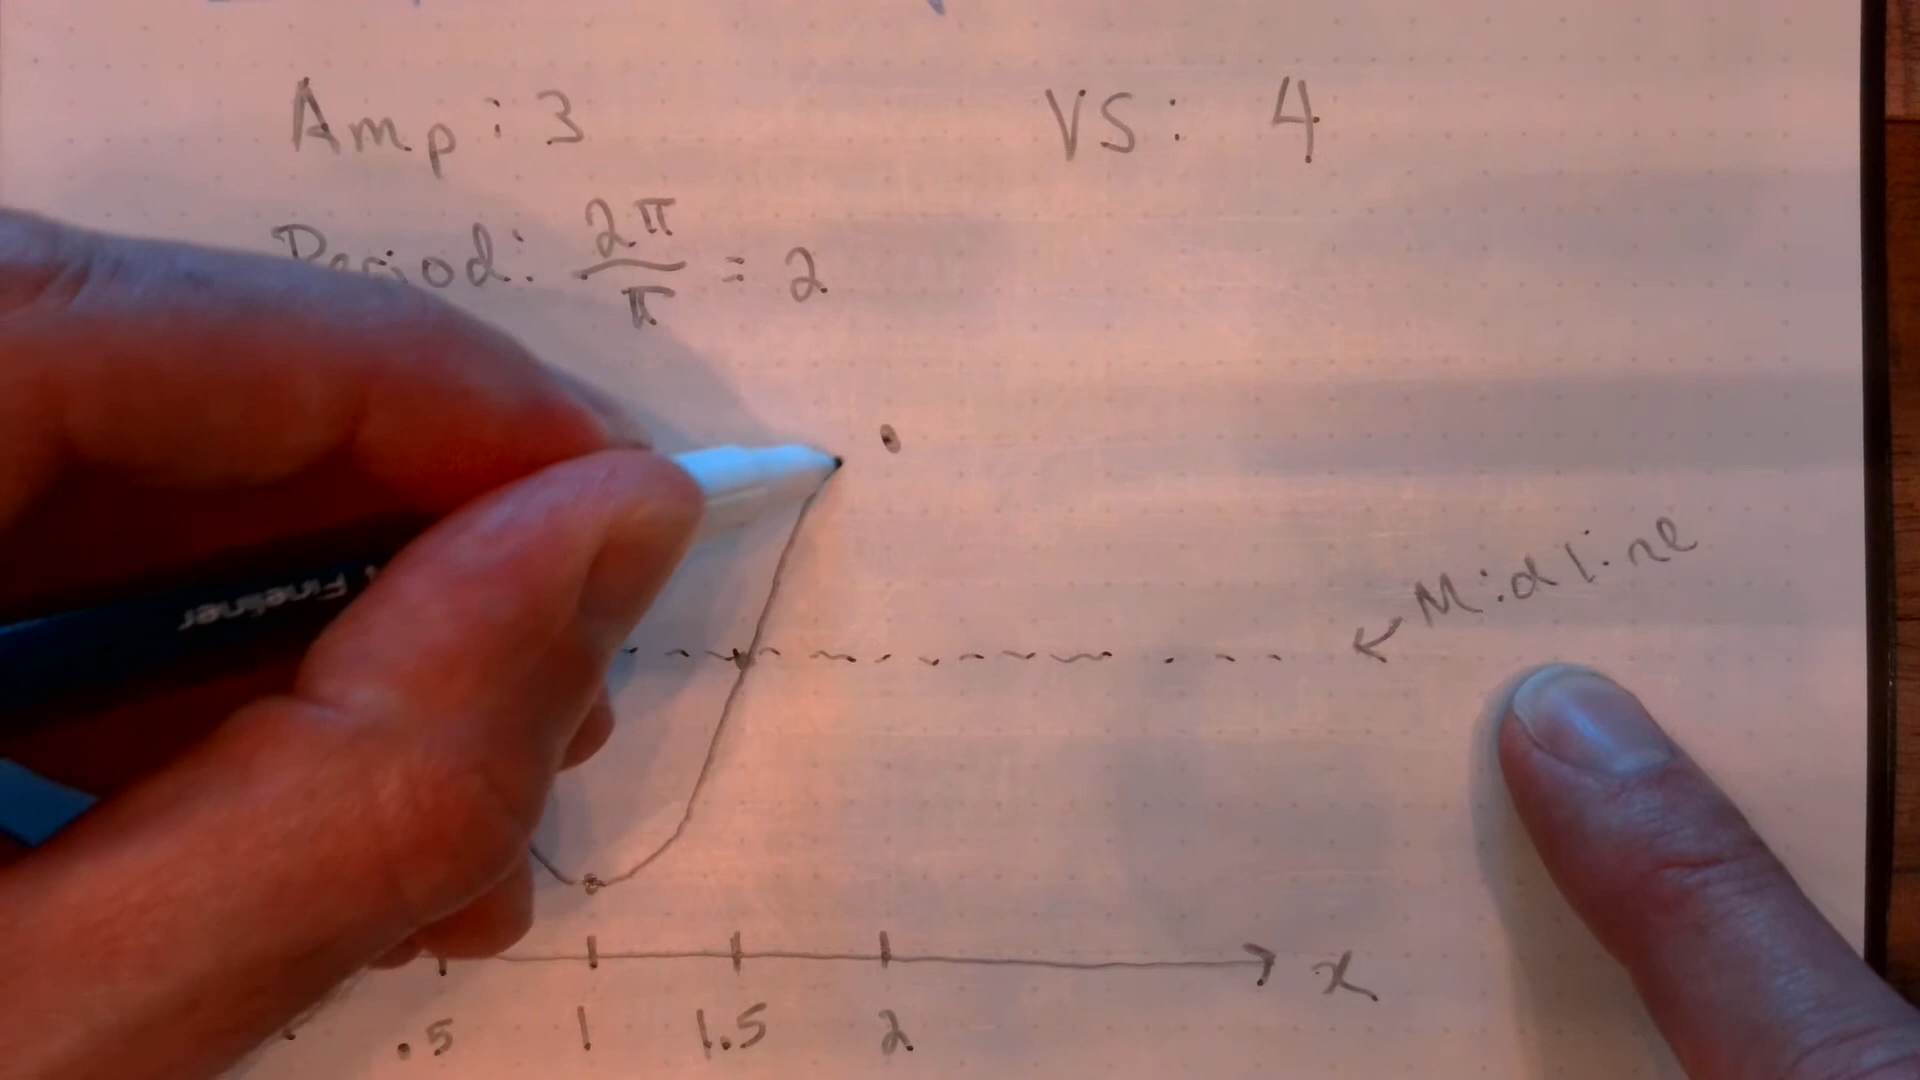 Amp: 3 VS: 4
Period: 2π/π = 2
Fineliner
← Midline
x
.5 1 1.5 2